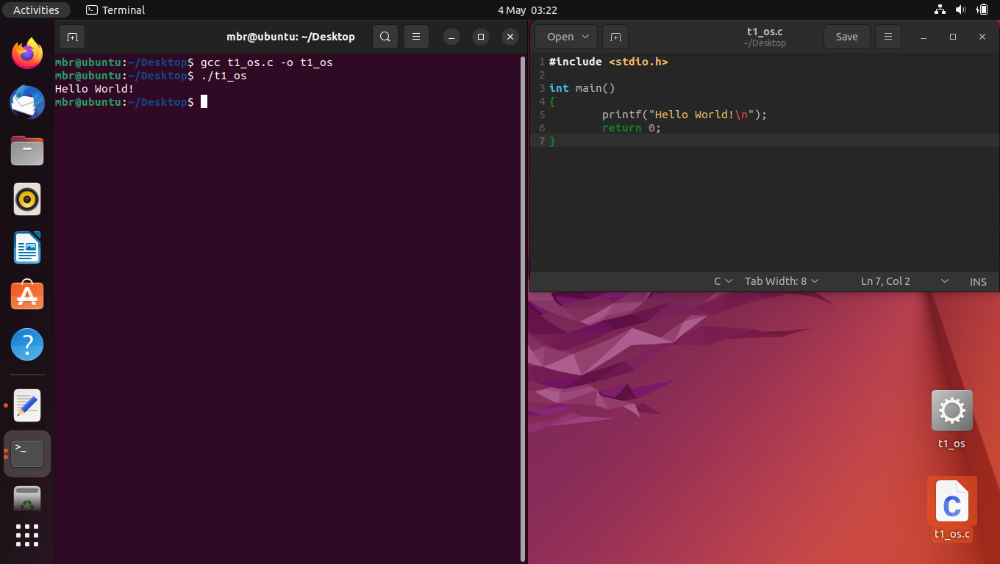 Activities Terminal 4 May 03:22
mbr@ubuntu: ~/Desktop
mbr@ubuntu:~/Desktop$ gcc t1_os.c -o t1_os
mbr@ubuntu:~/Desktop$ ./t1_os
Hello World!
mbr@ubuntu:~/Desktop$
Open t1_os.c Save
~/Desktop
1 #include <stdio.h>
2
3 int main()
4 {
5         printf("Hello World!\n");
6         return 0;
7 }
C Tab Width: 8 Ln 7, Col 2 INS
>_
t1_os
C
t1_os.c